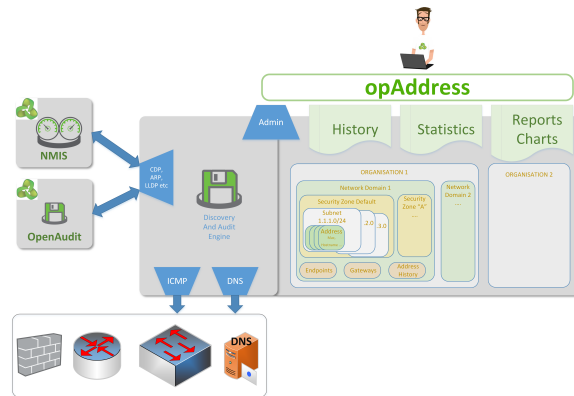 opAddress
Admin
History
Statistics
Reports
Charts
NMIS
OpenAudit
CDP,
ARP,
LLDP etc
Discovery
And Audit
Engine
ORGANISATION 1
Network Domain 1
Security Zone Default
Subnet
1.1.1.0/24
.2.0
.3.0
Address
Security
Zone "A"
....
Network
Domain 2
....
Endpoints
Gateways
Address
History
ORGANISATION 2
ICMP
DNS
DNS